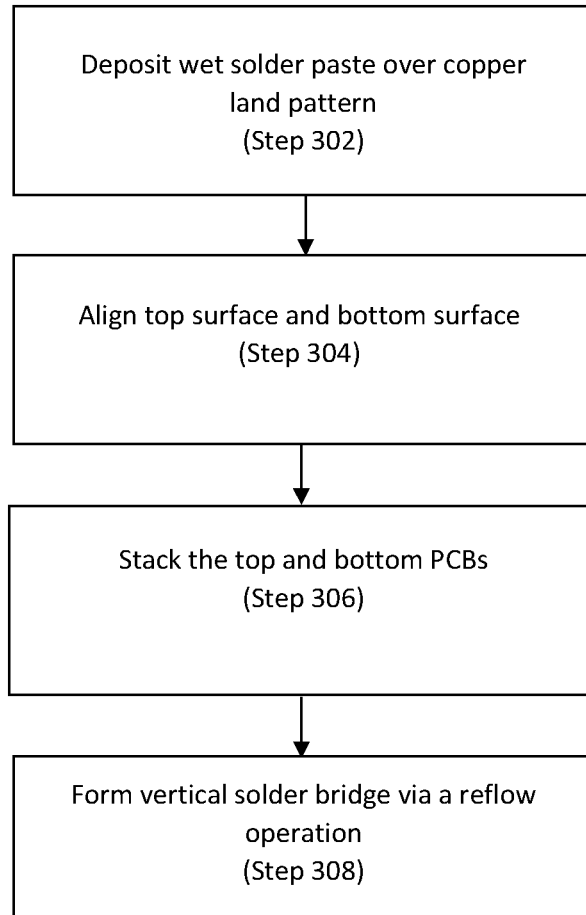 Deposit wet solder paste over copper
land pattern
(Step 302)
Align top surface and bottom surface
(Step 304)
Stack the top and bottom PCBs
(Step 306)
Form vertical solder bridge via a reflow
operation
(Step 308)